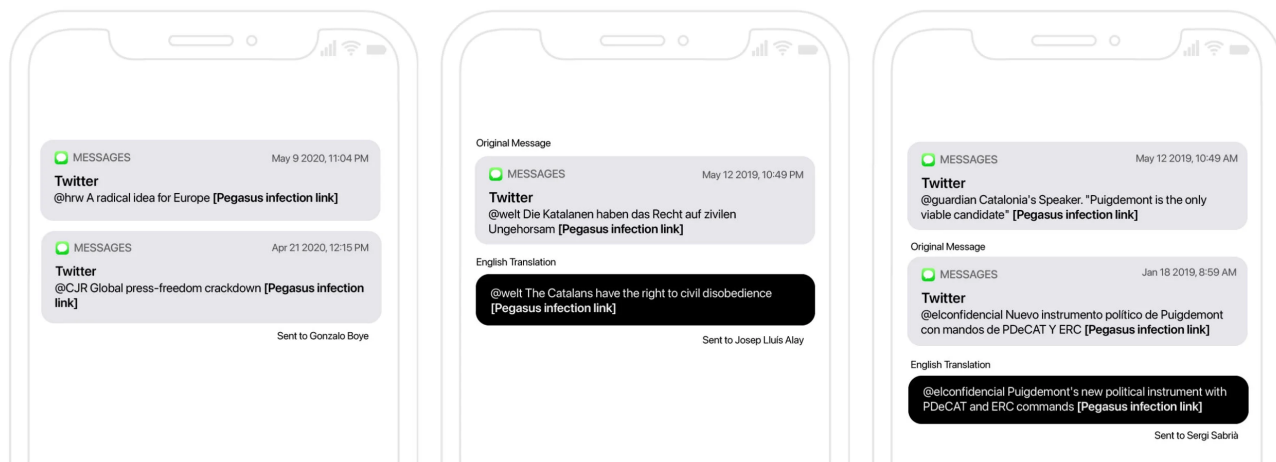 MESSAGES May 9 2020, 11:04 PM
Twitter
@hrw A radical idea for Europe [Pegasus infection link]
MESSAGES Apr 21 2020, 12:15 PM
Twitter
@CJR Global press-freedom crackdown [Pegasus infection
link]
Sent to Gonzalo Boye
Original Message
MESSAGES May 12 2019, 10:49 PM
Twitter
@welt Die Katalanen haben das Recht auf zivilen
Ungehorsam [Pegasus infection link]
English Translation
@welt The Catalans have the right to civil disobedience
[Pegasus infection link]
Sent to Josep Lluís Alay
MESSAGES May 12 2019, 10:49 AM
Twitter
@guardian Catalonia's Speaker. "Puigdemont is the only
viable candidate" [Pegasus infection link]
Original Message
MESSAGES Jan 18 2019, 8:59 AM
Twitter
@elconfidencial Nuevo instrumento político de Puigdemont
con mandos de PDeCAT Y ERC [Pegasus infection link]
English Translation
@elconfidencial Puigdemont's new political instrument with
PDeCAT and ERC commands [Pegasus infection link]
Sent to Sergi Sabrià